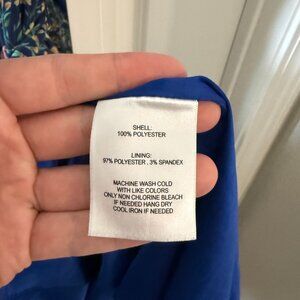 SHELL:
100% POLYESTER
LINING:
97% POLYESTER , 3% SPANDEX
MACHINE WASH COLD
WITH LIKE COLORS
ONLY NON CHLORINE BLEACH
IF NEEDED HANG DRY
COOL IRON IF NEEDED